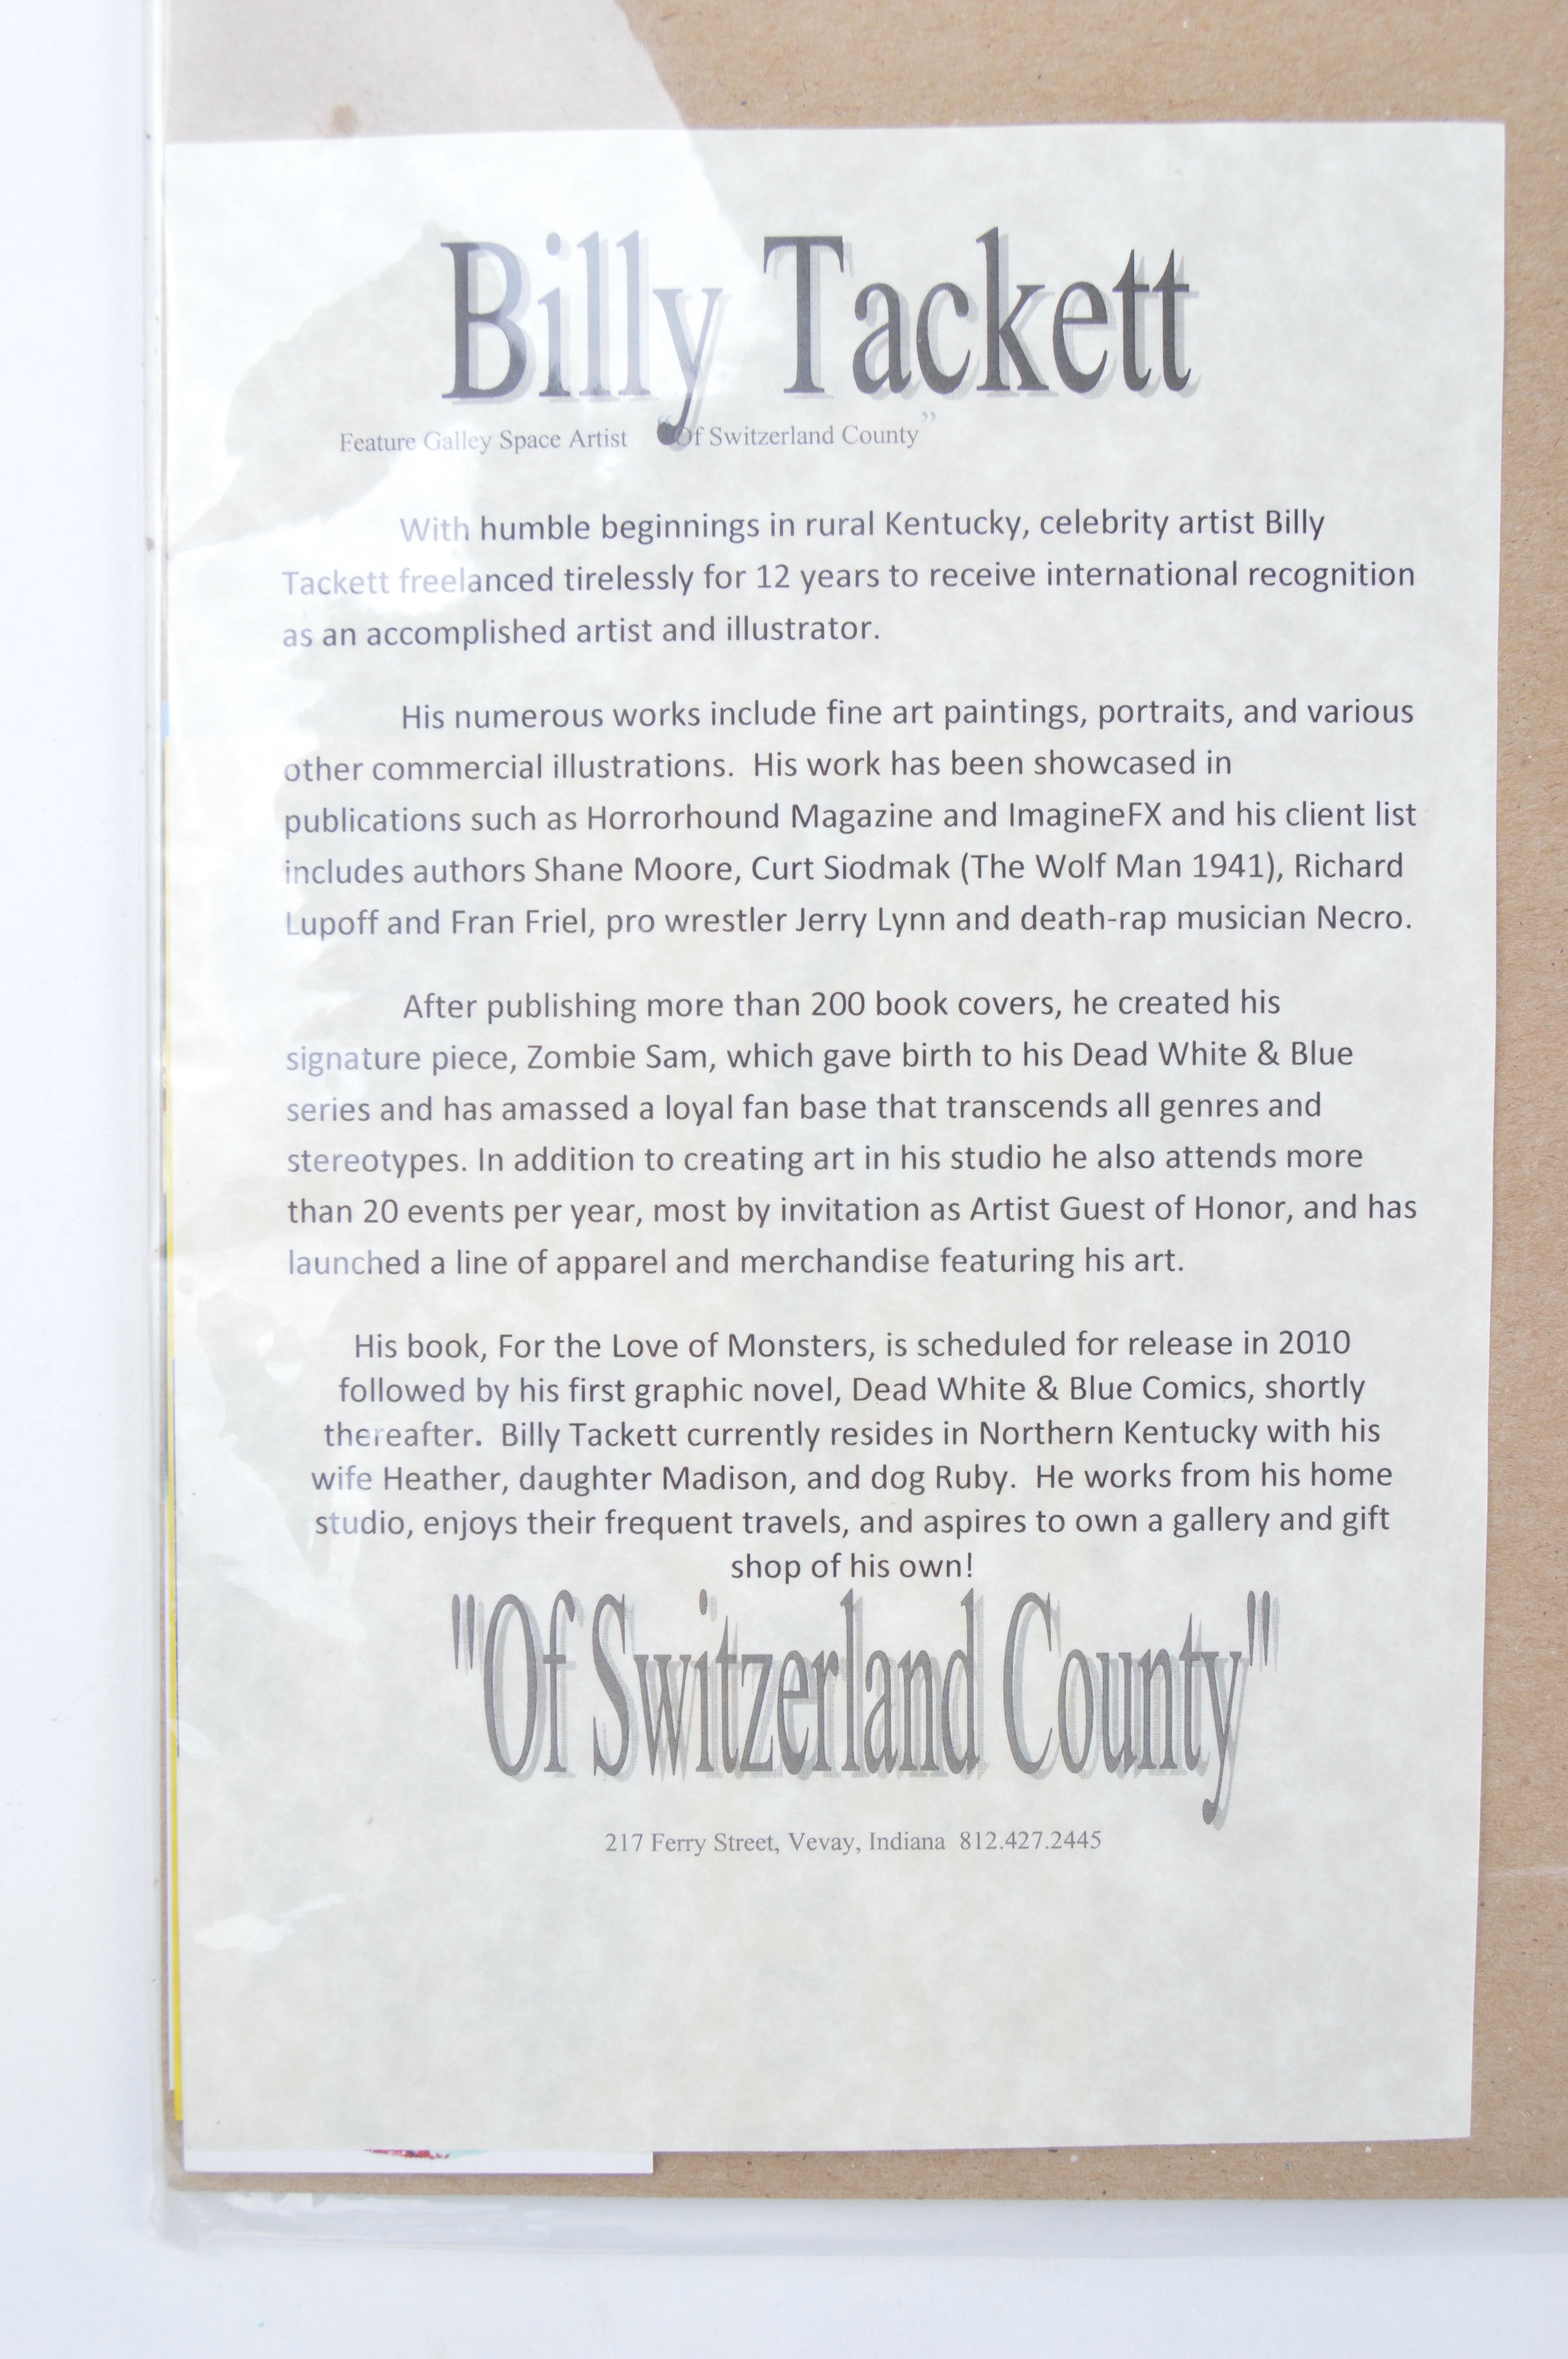 Billy Tackett
Feature Galley Space Artist “Of Switzerland County”
With humble beginnings in rural Kentucky, celebrity artist Billy
Tackett freelanced tirelessly for 12 years to receive international recognition
as an accomplished artist and illustrator.
His numerous works include fine art paintings, portraits, and various
other commercial illustrations.  His work has been showcased in
publications such as Horrorhound Magazine and ImagineFX and his client list
includes authors Shane Moore, Curt Siodmak (The Wolf Man 1941), Richard
Lupoff and Fran Friel, pro wrestler Jerry Lynn and death-rap musician Necro.
After publishing more than 200 book covers, he created his
signature piece, Zombie Sam, which gave birth to his Dead White & Blue
series and has amassed a loyal fan base that transcends all genres and
stereotypes. In addition to creating art in his studio he also attends more
than 20 events per year, most by invitation as Artist Guest of Honor, and has
launched a line of apparel and merchandise featuring his art.
His book, For the Love of Monsters, is scheduled for release in 2010
followed by his first graphic novel, Dead White & Blue Comics, shortly
thereafter.  Billy Tackett currently resides in Northern Kentucky with his
wife Heather, daughter Madison, and dog Ruby.  He works from his home
studio, enjoys their frequent travels, and aspires to own a gallery and gift
shop of his own!
"Of Switzerland County"
217 Ferry Street, Vevay, Indiana  812.427.2445